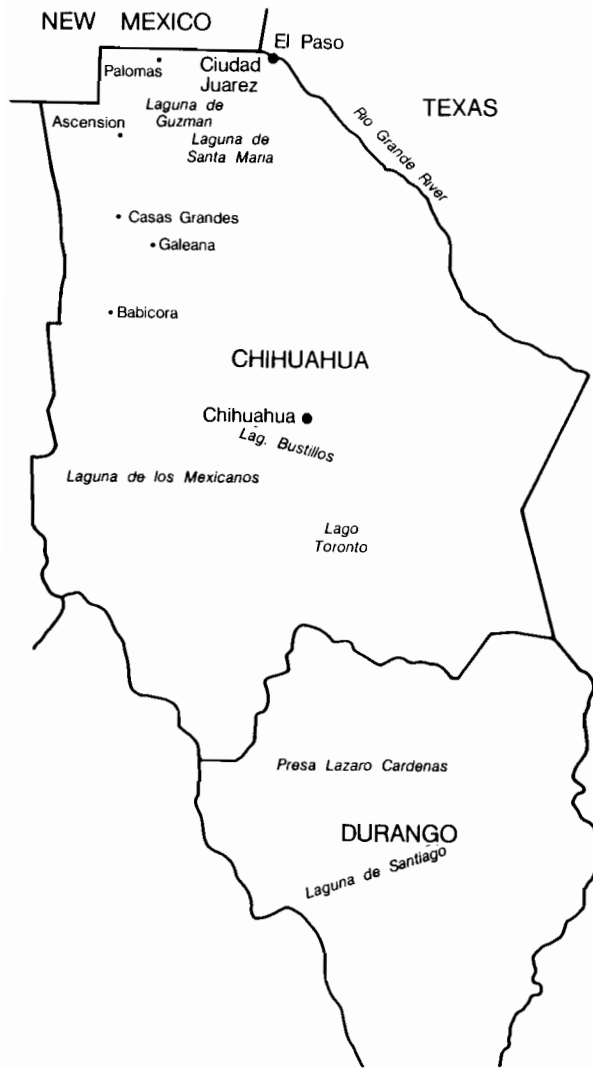 NEW MEXICO
El Paso
Palomas
Ciudad
Juarez
TEXAS
Laguna de
Guzman
Ascension
Laguna de
Santa Maria
Rio Grande River
Casas Grandes
Galeana
Babicora
CHIHUAHUA
Chihuahua
Lag. Bustillos
Laguna de los Mexicanos
Lago
Toronto
Presa Lazaro Cardenas
DURANGO
Laguna de Santiago